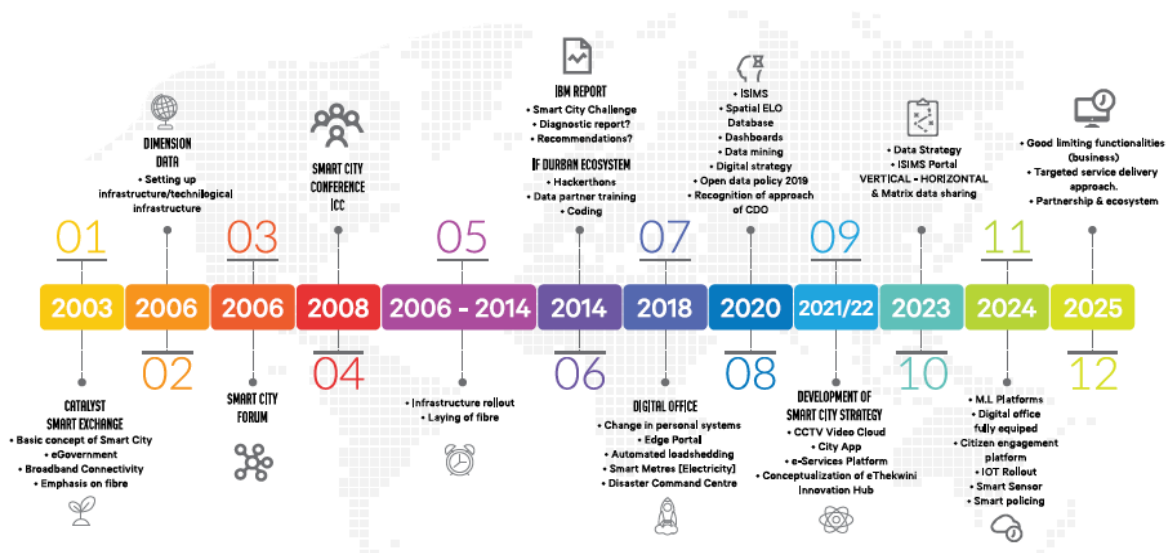 01
2003
CATALYST
SMART EXCHANGE
• Basic concept of Smart City
• eGovernment
• Broadband Connectivity
• Emphasis on fibre
DIMENSION
DATA
• Setting up
infrastructure/technilogical
infrastructure
2006
02
03
2006
SMART CITY
FORUM
SMART CITY
CONFERENCE
ICC
2008
04
05
2006 - 2014
• Infrastructure rollout
• Laying of fibre
IBM REPORT
• Smart City Challenge
• Diagnostic report?
• Recommendations?
IF DURBAN ECOSYSTEM
• Hackerthons
• Data partner training
• Coding
2014
06
07
2018
DIGITAL OFFICE
• Change in personal systems
• Edge Portal
• Automated loadshedding
• Smart Metres [Electricity]
• Disaster Command Centre
• ISIMS
• Spatial ELO
Database
• Dashboards
• Data mining
• Digital strategy
• Open data policy 2019
• Recognition of approach
of CDO
2020
08
09
2021/22
DEVELOPMENT OF
SMART CITY STRATEGY
• CCTV Video Cloud
• City App
• e-Services Platform
• Conceptualization of eThekwini
Innovation Hub
• Data Strategy
• ISIMS Portal
VERTICAL - HORIZONTAL
& Matrix data sharing
2023
10
11
2024
• M.L Platforms
• Digital office
fully equiped
• Citizen engagement
platform
• IOT Rollout
• Smart Sensor
• Smart policing
• Good limiting functionalities
(business)
• Targeted service delivery
approach.
• Partnership & ecosystem
2025
12